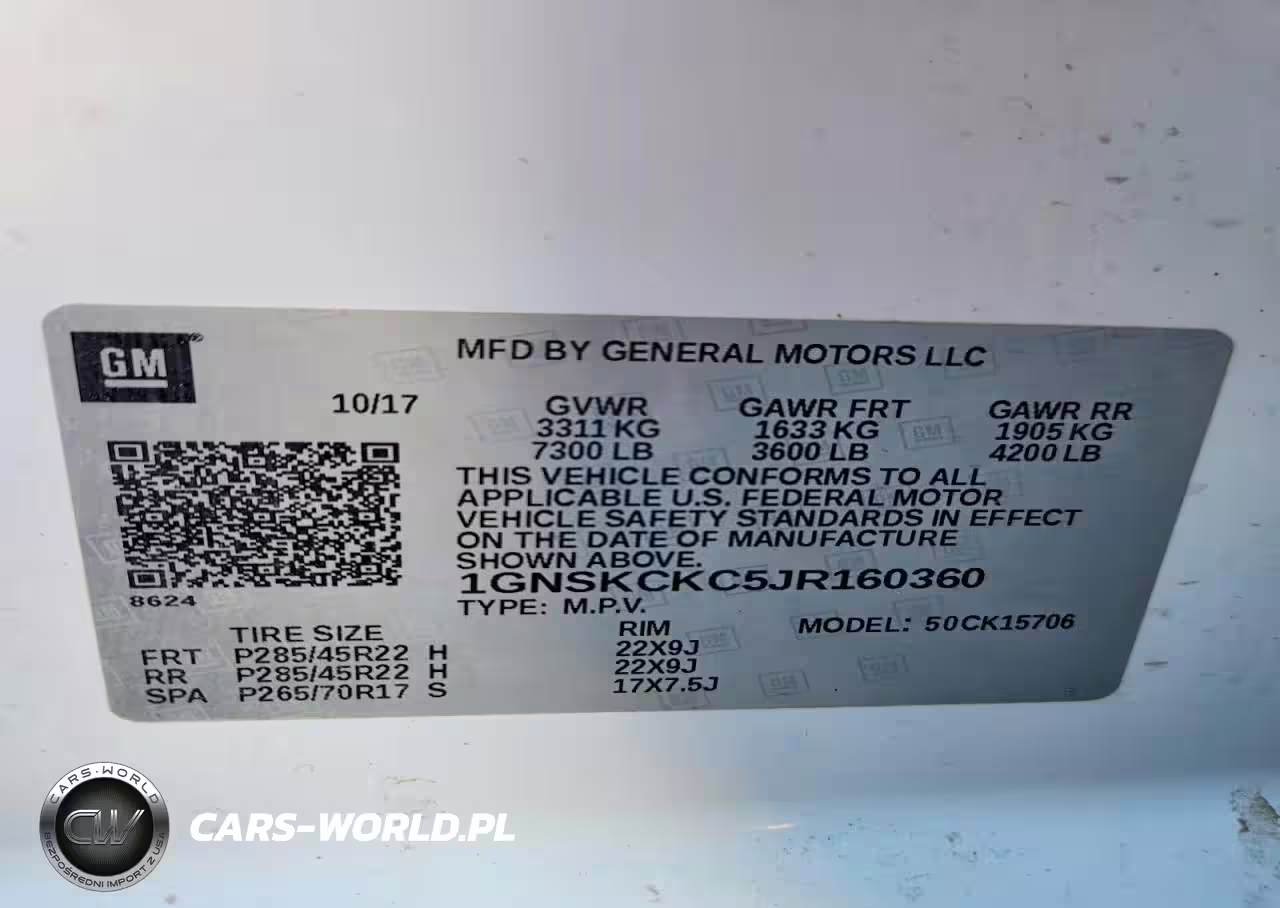 GM
MFD BY GENERAL MOTORS LLC
10/17
GVWR GAWR FRT GAWR RR
3311 KG 1633 KG 1905 KG
7300 LB 3600 LB 4200 LB
THIS VEHICLE CONFORMS TO ALL
APPLICABLE U.S. FEDERAL MOTOR
VEHICLE SAFETY STANDARDS IN EFFECT
ON THE DATE OF MANUFACTURE
SHOWN ABOVE.
1GNSKCKC5JR160360
8624
TYPE: M.P.V.
MODEL: 50CK15706
TIRE SIZE RIM
FRT P285/45R22 H 22X9J
RR P285/45R22 H 22X9J
SPA P265/70R17 S 17X7.5J
CARS-WORLD
CW
BEZPOŚREDNI IMPORT Z USA
CARS-WORLD.PL